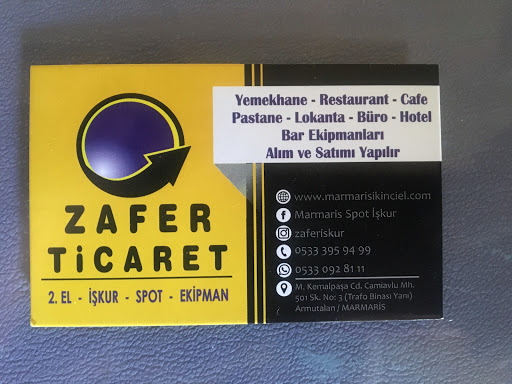 ZAFER
TİCARET
2. EL - İŞKUR - SPOT - EKİPMAN
Yemekhane - Restaurant - Cafe
Pastane - Lokanta - Büro - Hotel
Bar Ekipmanları
Alım ve Satımı Yapılır
www.marmarisikinciel.com
Marmaris Spot İşkur
zaferiskur
0533 395 94 99
0533 092 81 11
M. Kemalpaşa Cd. Camiavlu Mh.
501 Sk. No: 3 (Trafo Binası Yanı)
Armutalan / MARMARİS